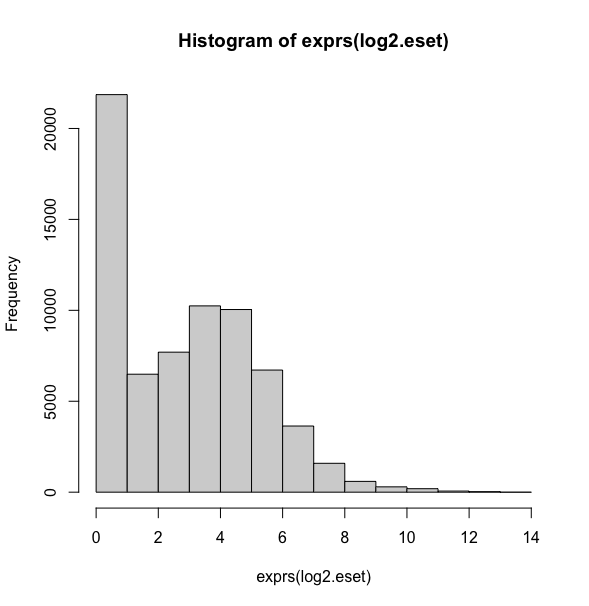 Histogram of exprs(log2.eset)
Frequency
20000
15000
10000
5000
0
0 2 4 6 8 10 12 14
exprs(log2.eset)